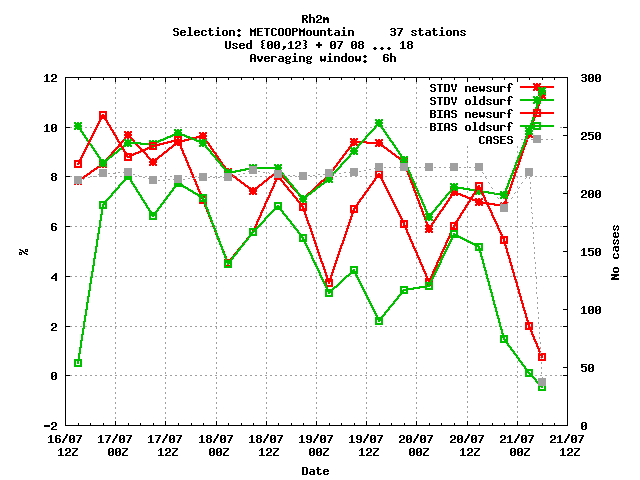 Rh2m
Selection: METCOOPMountain     37 stations
Used {00,12} + 07 08 ... 18
Averaging window:  6h
STDV newsurf
STDV oldsurf
BIAS newsurf
BIAS oldsurf
CASES
12
10
8
6
4
2
0
-2
%
300
250
200
150
100
50
0
No cases
16/07 17/07 17/07 18/07 18/07 19/07 19/07 20/07 20/07 21/07 21/07
12Z 00Z 12Z 00Z 12Z 00Z 12Z 00Z 12Z 00Z 12Z
Date